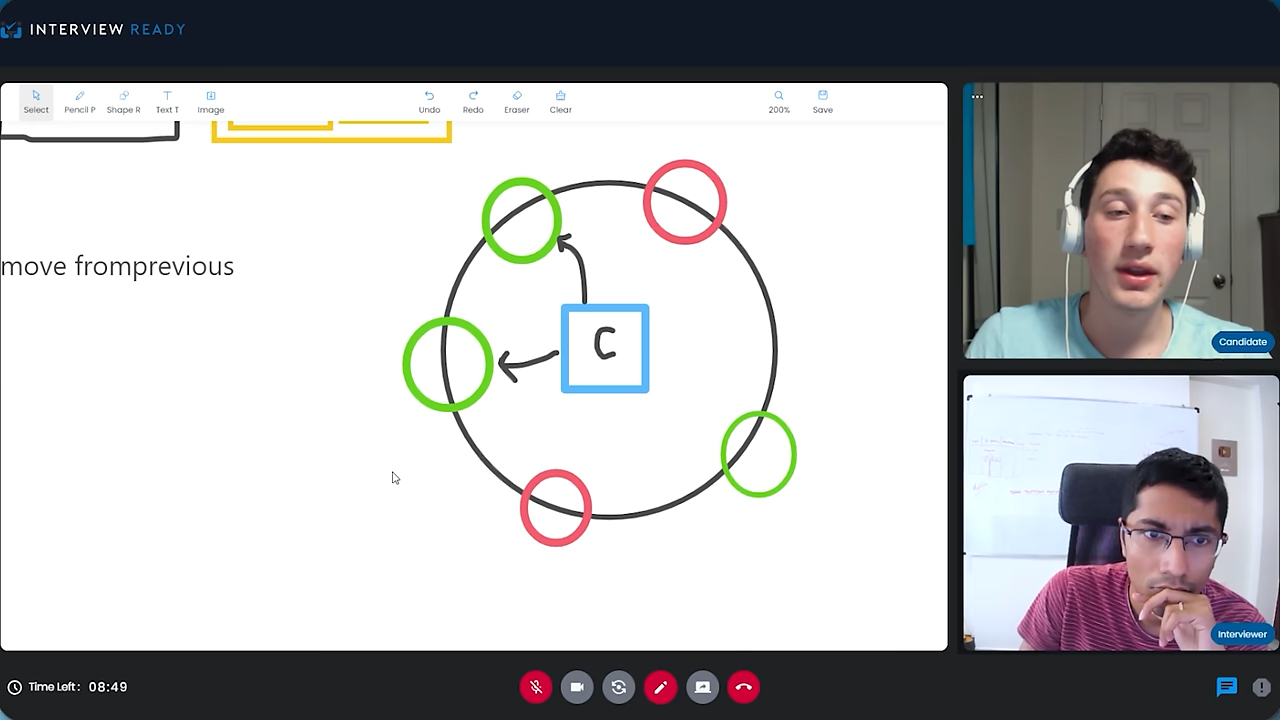 INTERVIEW READY
Select Pencil P Shape R Text T Image Undo Redo Eraser Clear 200% Save
move fromprevious
C
Candidate
Interviewer
Time Left : 08:49